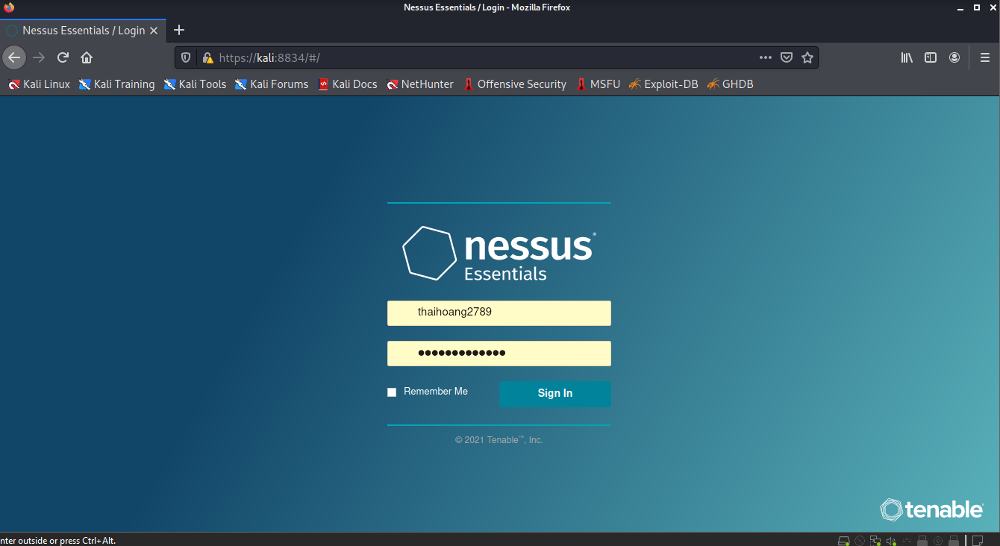 Nessus Essentials / Login - Mozilla Firefox
Nessus Essentials / Login
https://kali:8834/#/
Kali Linux Kali Training Kali Tools Kali Forums Kali Docs NetHunter Offensive Security MSFU Exploit-DB GHDB
nessus®
Essentials
thaihoang2789
Remember Me Sign In
© 2021 Tenable™, Inc.
tenable
nter outside or press Ctrl+Alt.